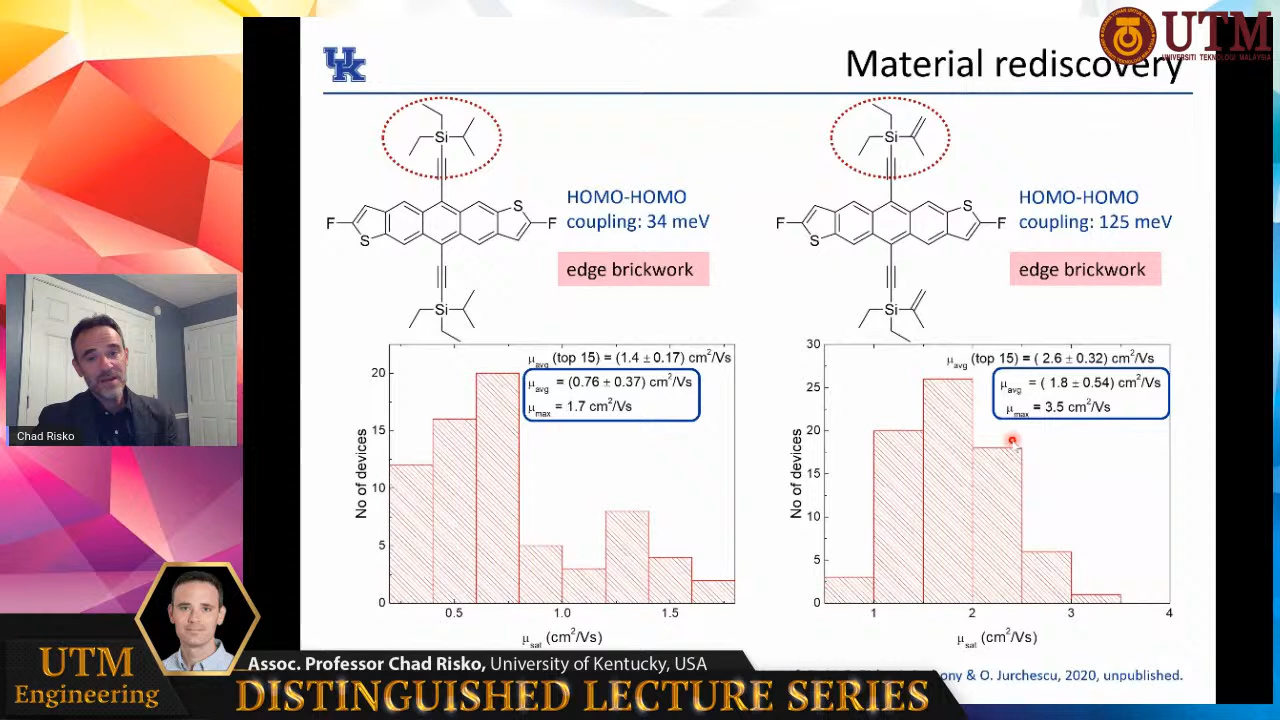 UTM
UNIVERSITI TEKNOLOGI MALAYSIA
UK
Material rediscovery
Si
F
S
S
F
Si
HOMO-HOMO
coupling: 34 meV
edge brickwork
Si
F
S
S
F
Si
HOMO-HOMO
coupling: 125 meV
edge brickwork
Chad Risko
μavg (top 15) = (1.4 ± 0.17) cm²/Vs
μavg = (0.76 ± 0.37) cm²/Vs
μmax = 1.7 cm²/Vs
No of devices
20
15
10
5
0
0.5 1.0 1.5
μsat (cm²/Vs)
μavg (top 15) = ( 2.6 ± 0.32) cm²/Vs
μavg = ( 1.8 ± 0.54) cm²/Vs
μmax = 3.5 cm²/Vs
No of devices
30
25
20
15
10
5
0
1 2 3 4
μsat (cm²/Vs)
ony & O. Jurchescu, 2020, unpublished.
UTM
Engineering
Assoc. Professor Chad Risko, University of Kentucky, USA
DISTINGUISHED LECTURE SERIES